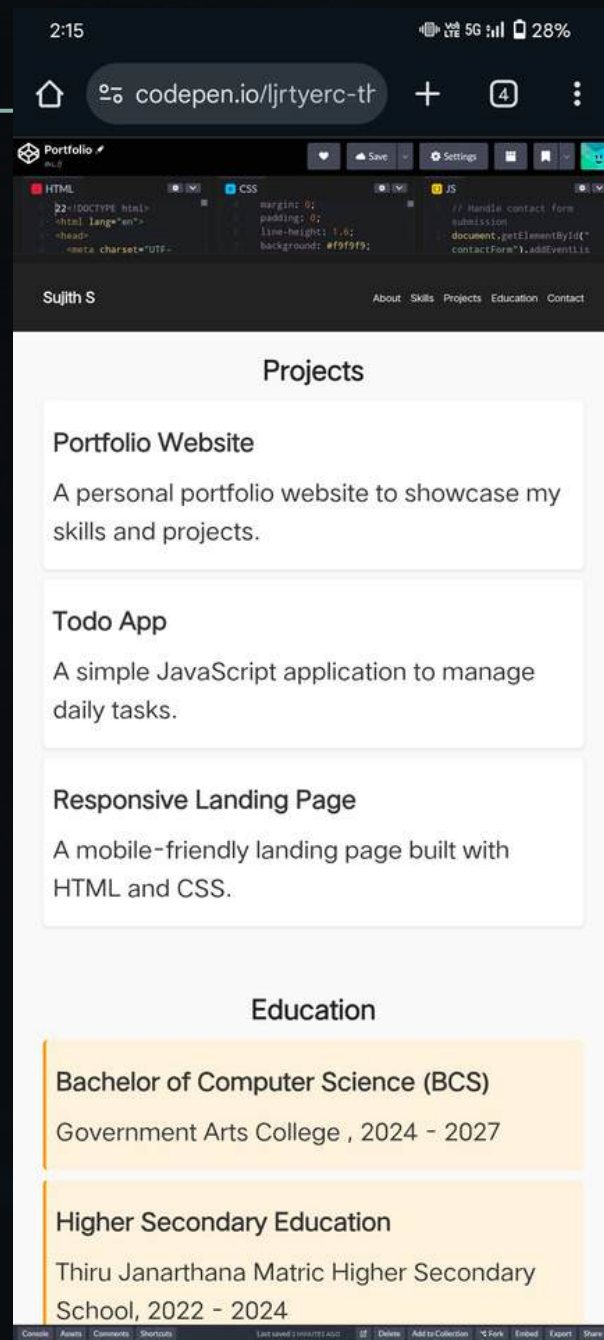 2:15
5G 28%
codepen.io/ljrtyerc-th
4
Portfolio
Save
Settings
HTML
CSS
JS
22<!DOCTYPE html>
<html lang="en">
<head>
<meta charset="UTF-
margin: 0;
padding: 0;
line-height: 1.6;
background: #f9f9f9;
// Handle contact form
submission
document.getElementById("
contactForm").addEventLis
Sujith S
About Skills Projects Education Contact
Projects
Portfolio Website
A personal portfolio website to showcase my
skills and projects.
Todo App
A simple JavaScript application to manage
daily tasks.
Responsive Landing Page
A mobile-friendly landing page built with
HTML and CSS.
Education
Bachelor of Computer Science (BCS)
Government Arts College , 2024 - 2027
Higher Secondary Education
Thiru Janarthana Matric Higher Secondary
School, 2022 - 2024
Console Assets Comments Shortcuts
Delete Add to Collection Fork Embed Export Share